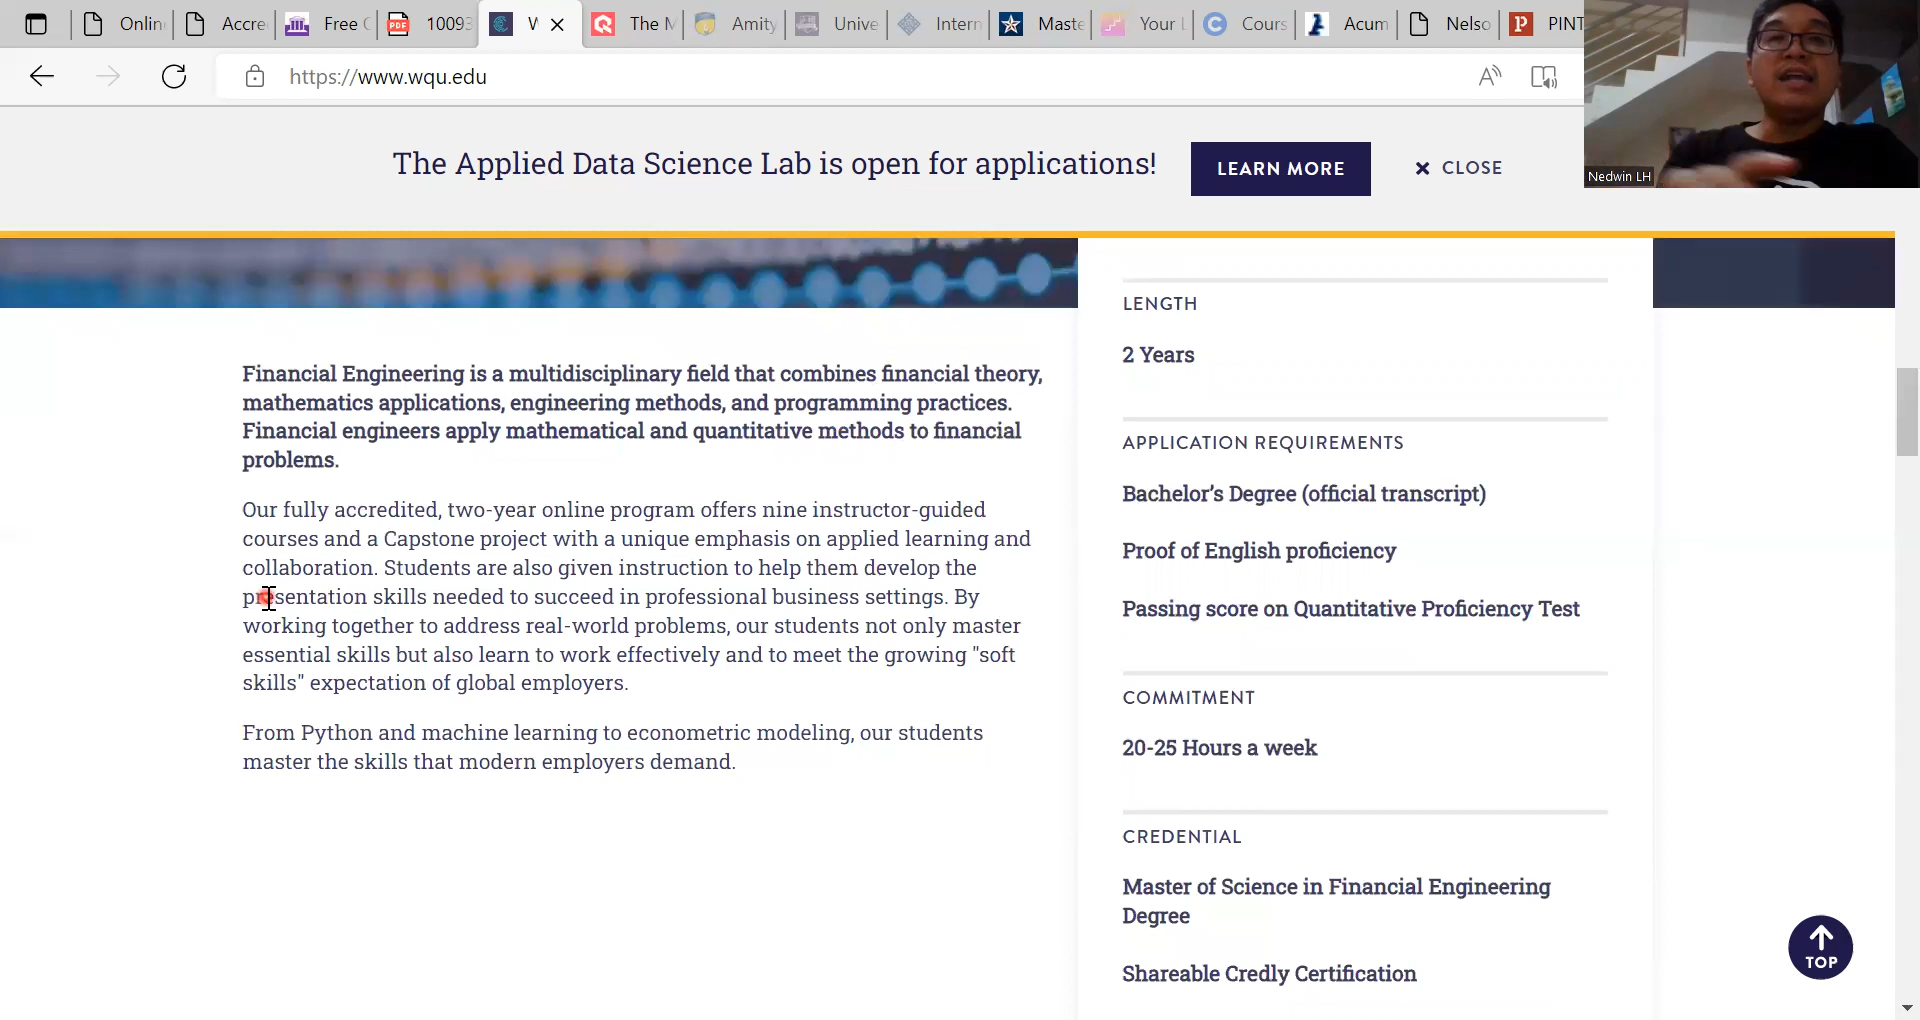 Onlin
Accre
Free C
PDF
10093
W
The M
Amity
Unive
Intern
Maste
Your L
Cours
Acum
Nelso
PINT
https://www.wqu.edu
Nedwin LH
The Applied Data Science Lab is open for applications!
LEARN MORE
CLOSE
Financial Engineering is a multidisciplinary field that combines financial theory,
mathematics applications, engineering methods, and programming practices.
Financial engineers apply mathematical and quantitative methods to financial
problems.
Our fully accredited, two-year online program offers nine instructor-guided
courses and a Capstone project with a unique emphasis on applied learning and
collaboration. Students are also given instruction to help them develop the
presentation skills needed to succeed in professional business settings. By
working together to address real-world problems, our students not only master
essential skills but also learn to work effectively and to meet the growing "soft
skills" expectation of global employers.
From Python and machine learning to econometric modeling, our students
master the skills that modern employers demand.
LENGTH
2 Years
APPLICATION REQUIREMENTS
Bachelor’s Degree (official transcript)
Proof of English proficiency
Passing score on Quantitative Proficiency Test
COMMITMENT
20-25 Hours a week
CREDENTIAL
Master of Science in Financial Engineering
Degree
Shareable Credly Certification
TOP